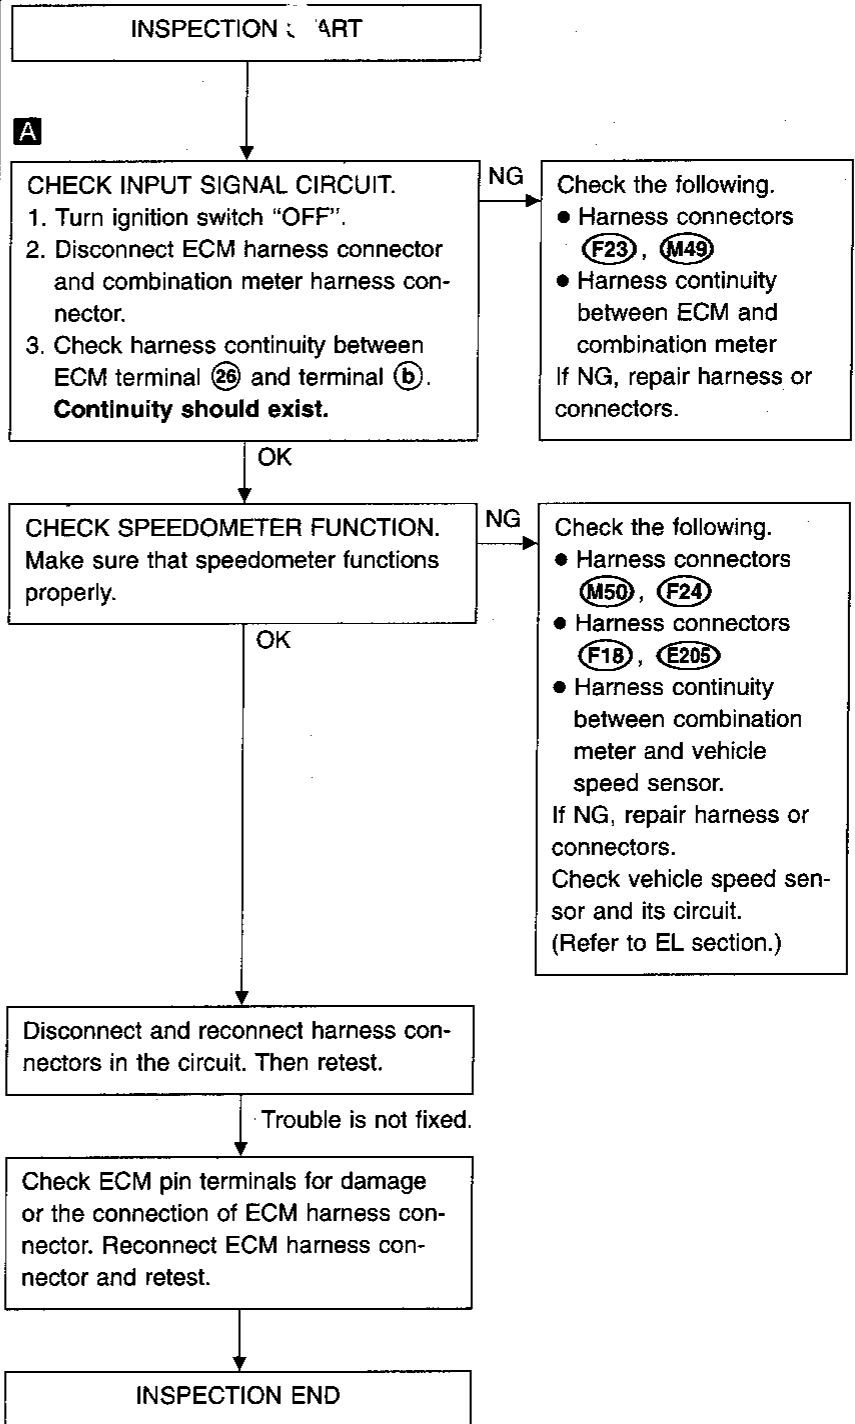 INSPECTION ART
A
CHECK INPUT SIGNAL CIRCUIT.
1. Turn ignition switch “OFF”.
2. Disconnect ECM harness connector
and combination meter harness con-
nector.
3. Check harness continuity between
ECM terminal 26 and terminal b.
Continuity should exist.
NG
Check the following.
● Harness connectors
F23, M49
● Harness continuity
between ECM and
combination meter
If NG, repair harness or
connectors.
OK
CHECK SPEEDOMETER FUNCTION.
Make sure that speedometer functions
properly.
NG
Check the following.
● Harness connectors
M50, F24
● Harness connectors
F18, E205
● Harness continuity
between combination
meter and vehicle
speed sensor.
If NG, repair harness or
connectors.
Check vehicle speed sen-
sor and its circuit.
(Refer to EL section.)
OK
Disconnect and reconnect harness con-
nectors in the circuit. Then retest.
Trouble is not fixed.
Check ECM pin terminals for damage
or the connection of ECM harness con-
nector. Reconnect ECM harness con-
nector and retest.
INSPECTION END